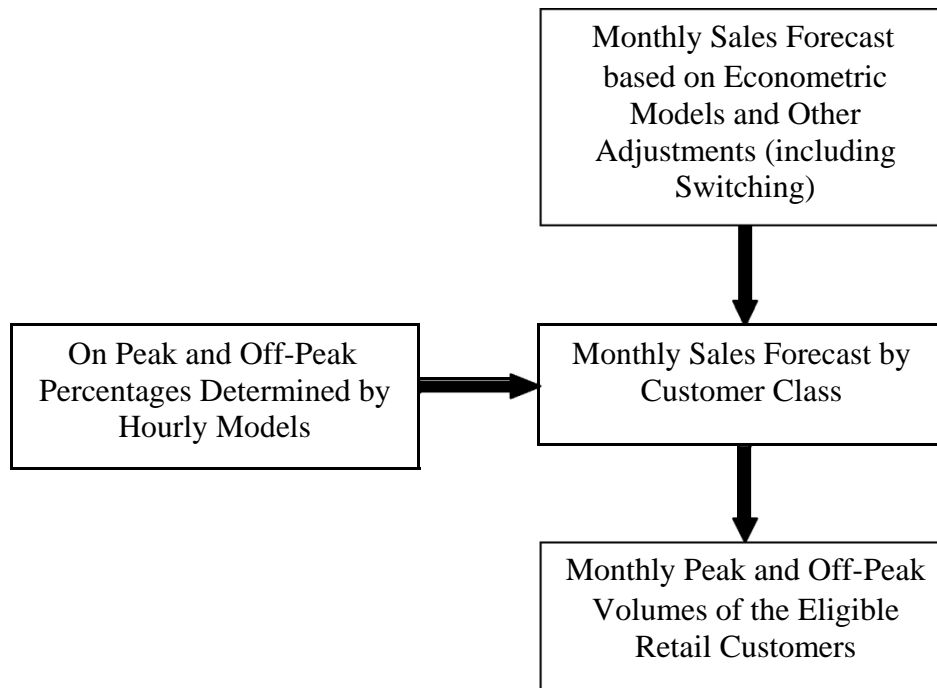 Monthly Sales Forecast
based on Econometric
Models and Other
Adjustments (including
Switching)
On Peak and Off-Peak
Percentages Determined by
Hourly Models
Monthly Sales Forecast by
Customer Class
Monthly Peak and Off-Peak
Volumes of the Eligible
Retail Customers